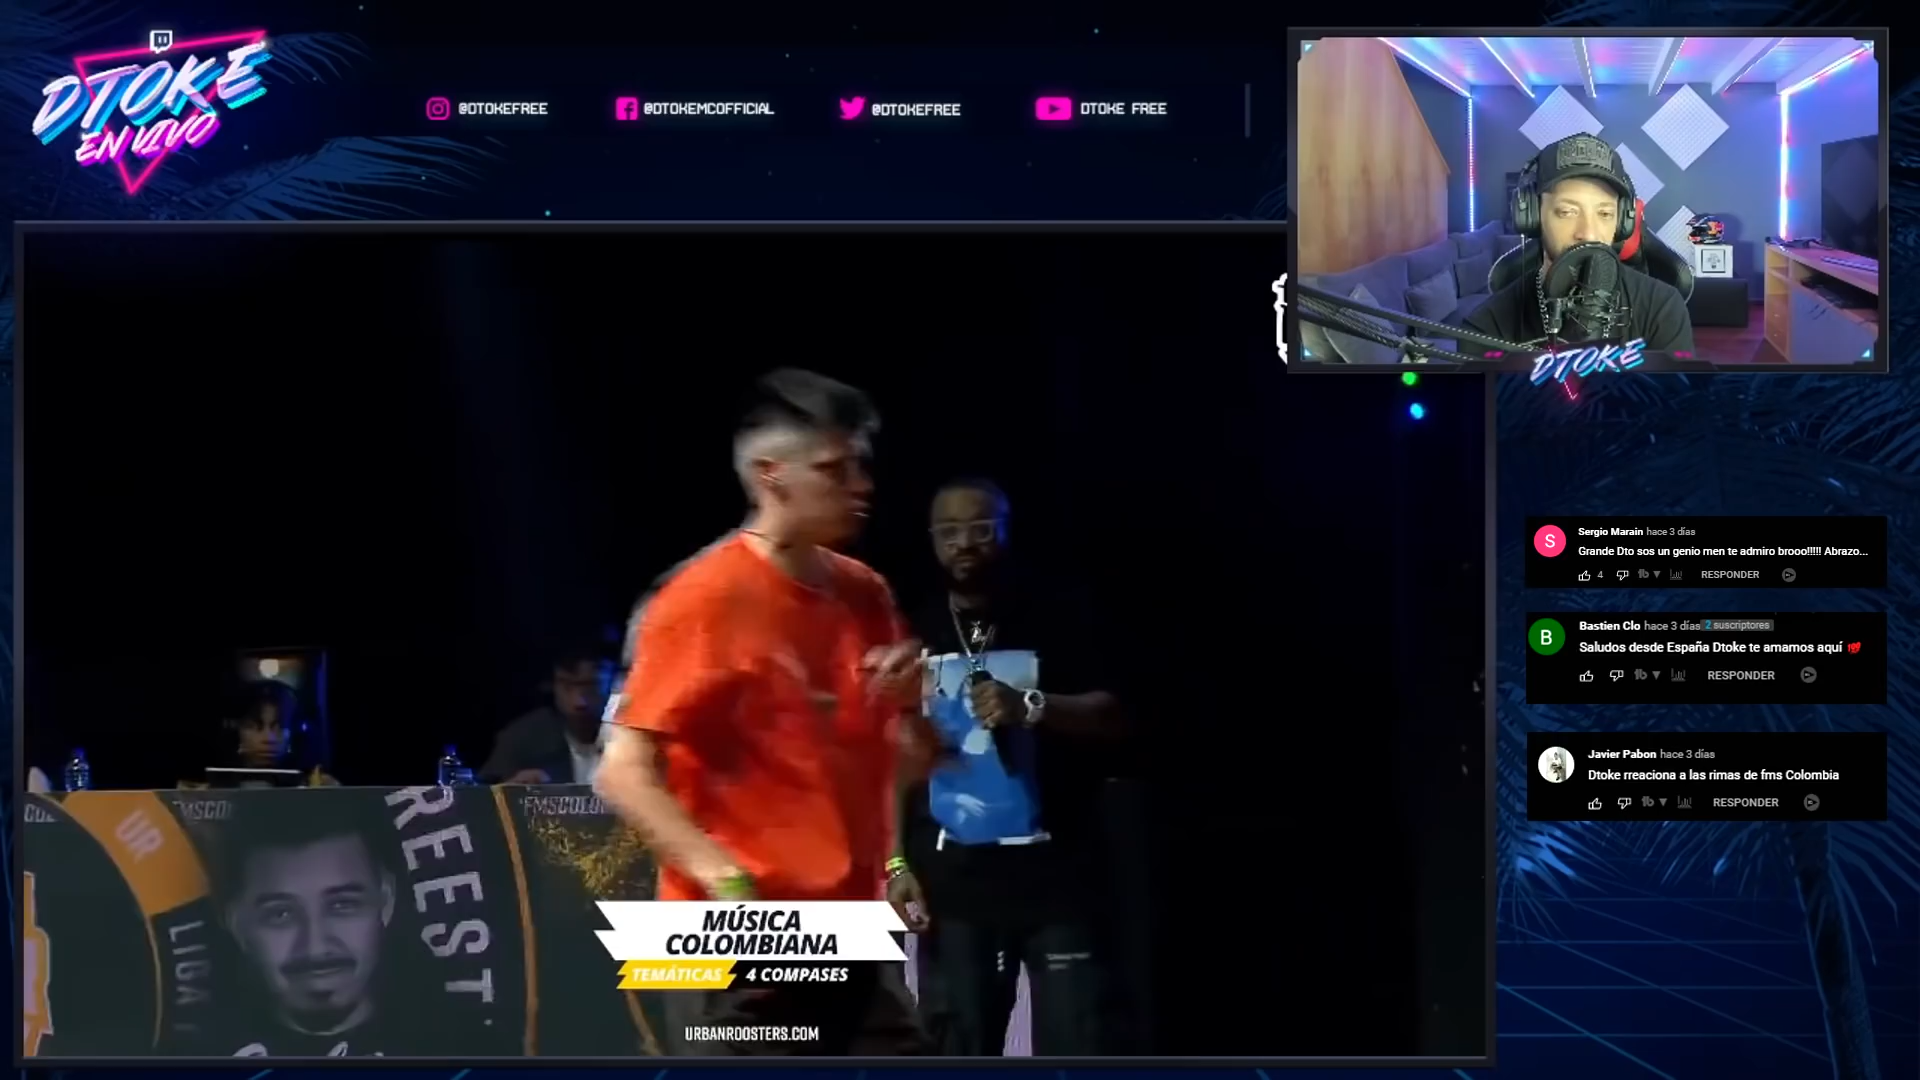 DTOKE
EN VIVO
@DTOKEFREE
@DTOKEMCOFFICIAL
@DTOKEFREE
DTOKE FREE
DTOKE
Sergio Marain hace 3 días
Grande Dto sos un genio men te admiro brooo!!!!! Abrazo...
4 RESPONDER
Bastien Clo hace 3 días 2 suscriptores
Saludos desde España Dtoke te amamos aquí 💯
RESPONDER
Javier Pabon hace 3 días
Dtoke rreaciona a las rimas de fms Colombia
RESPONDER
S
B
UR
REEST
MÚSICA
COLOMBIANA
TEMÁTICAS 4 COMPASES
URBANROOSTERS.COM